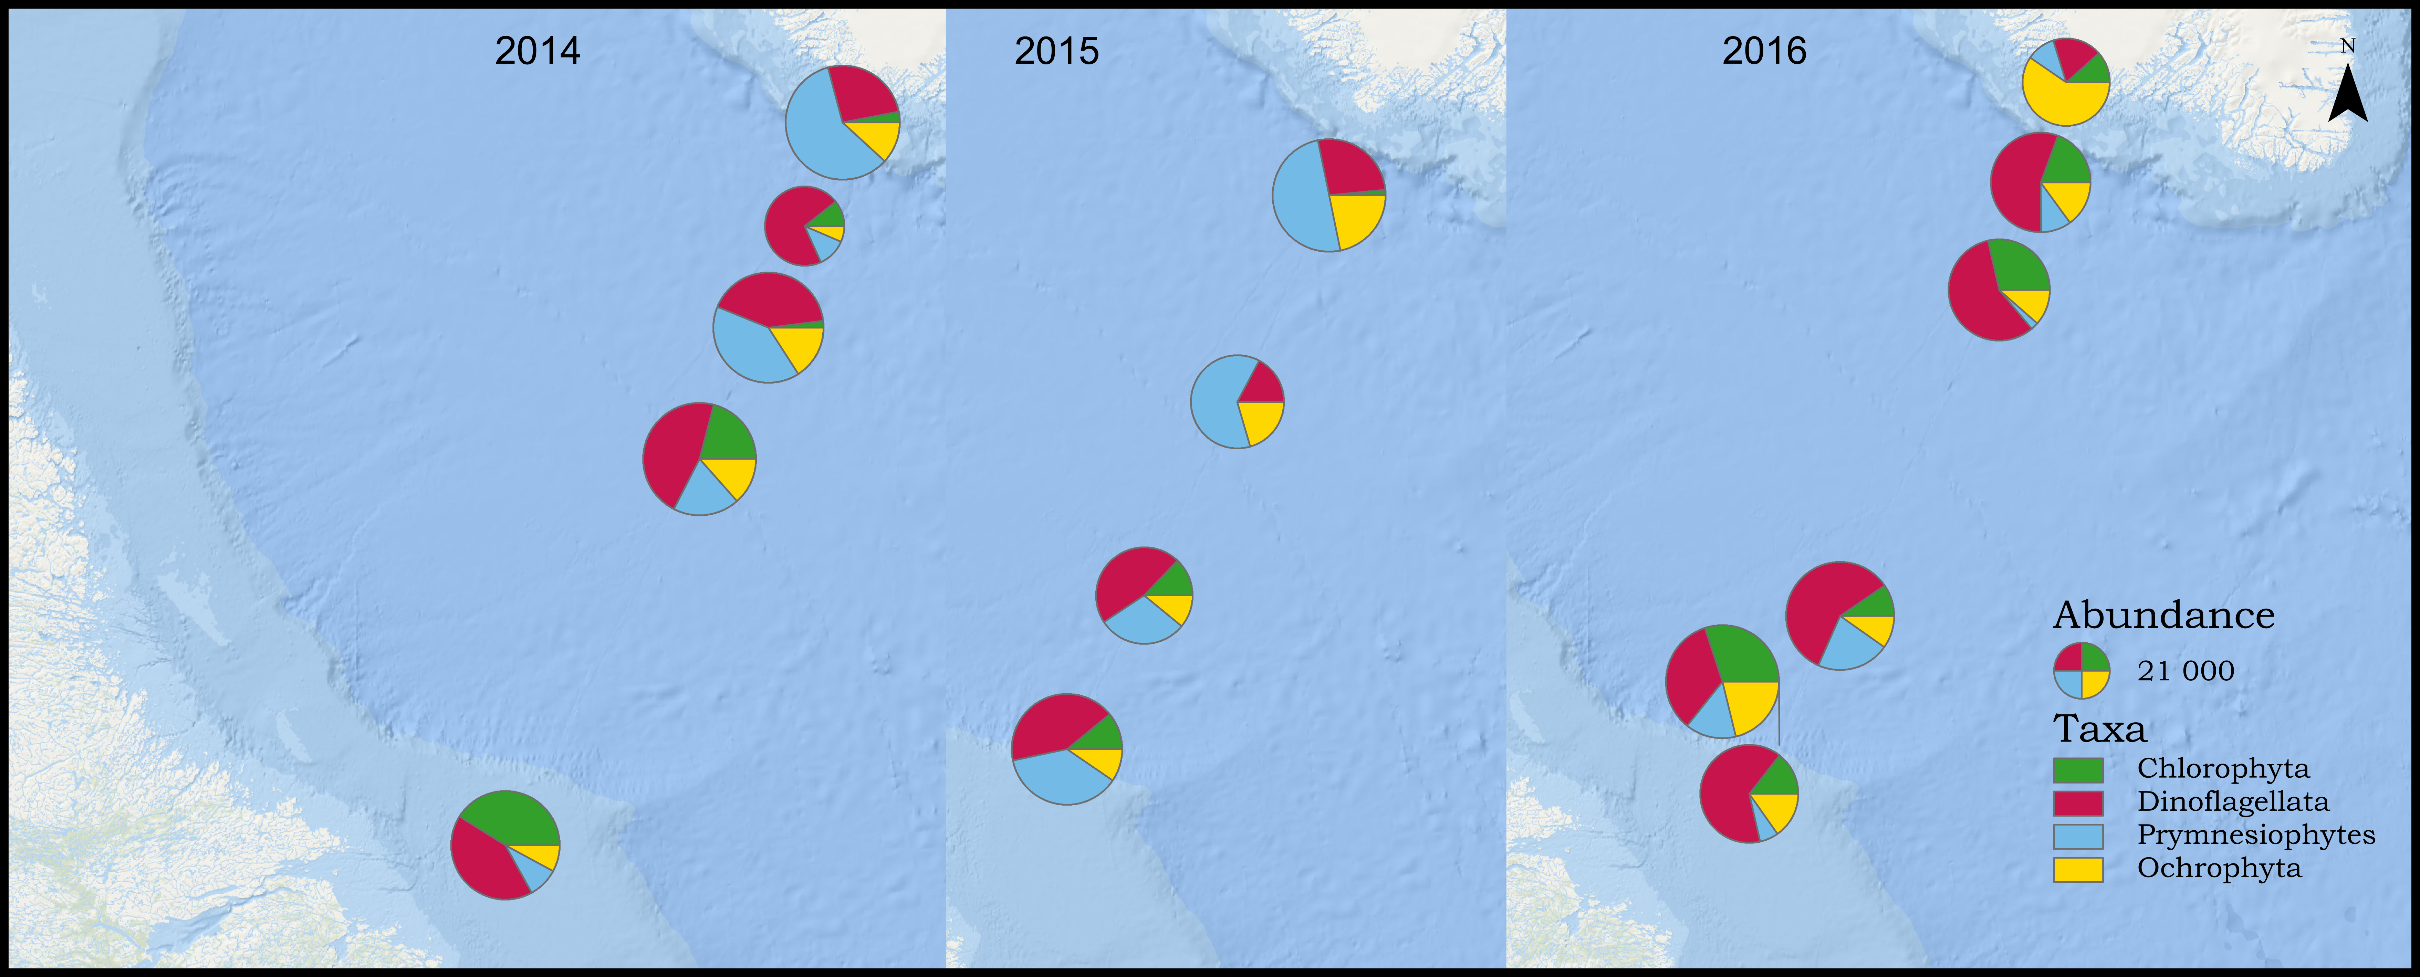 2014
2015
2016
N
Abundance
21 000
Taxa
Chlorophyta
Dinoflagellata
Prymnesiophytes
Ochrophyta